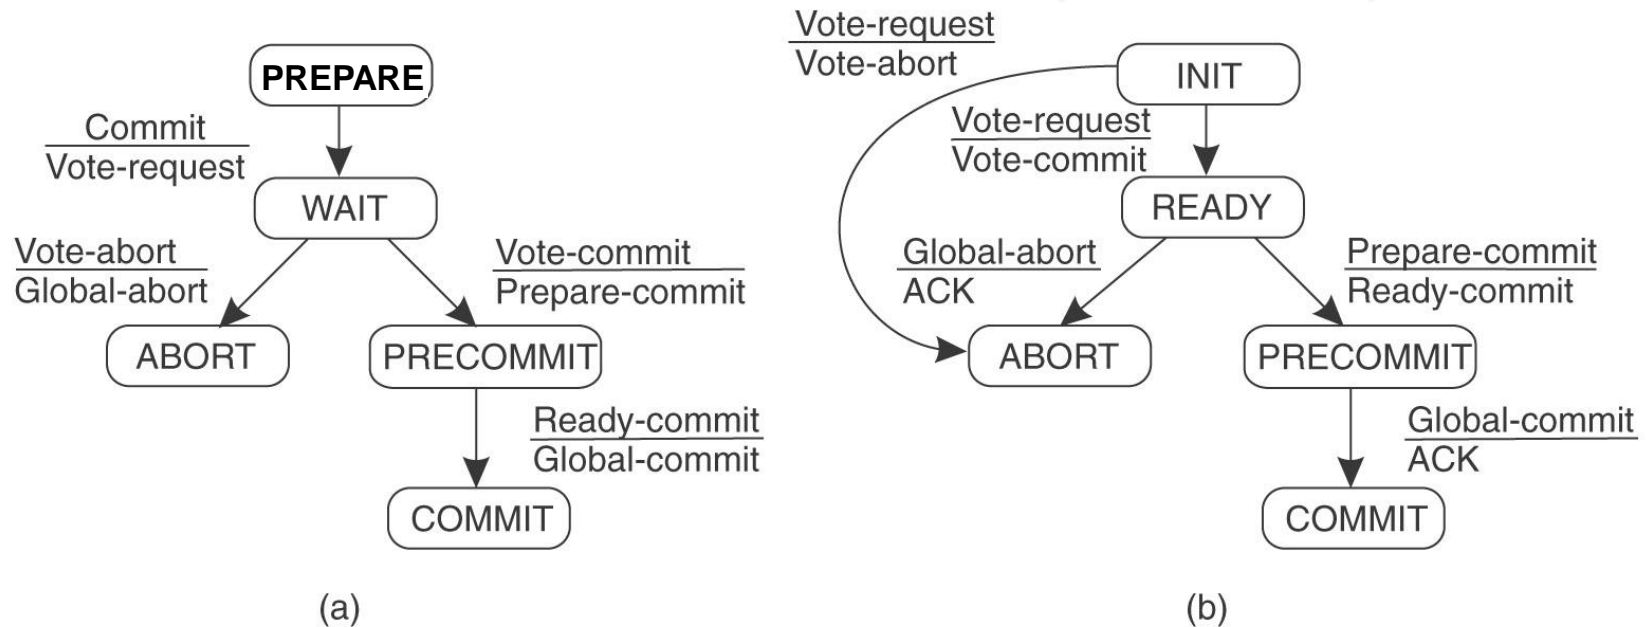 PREPARE
Commit
Vote-request
WAIT
Vote-abort
Global-abort
Vote-commit
Prepare-commit
ABORT
PRECOMMIT
Ready-commit
Global-commit
COMMIT
(a)
Vote-request
Vote-abort
INIT
Vote-request
Vote-commit
READY
Global-abort
ACK
Prepare-commit
Ready-commit
ABORT
PRECOMMIT
Global-commit
ACK
COMMIT
(b)